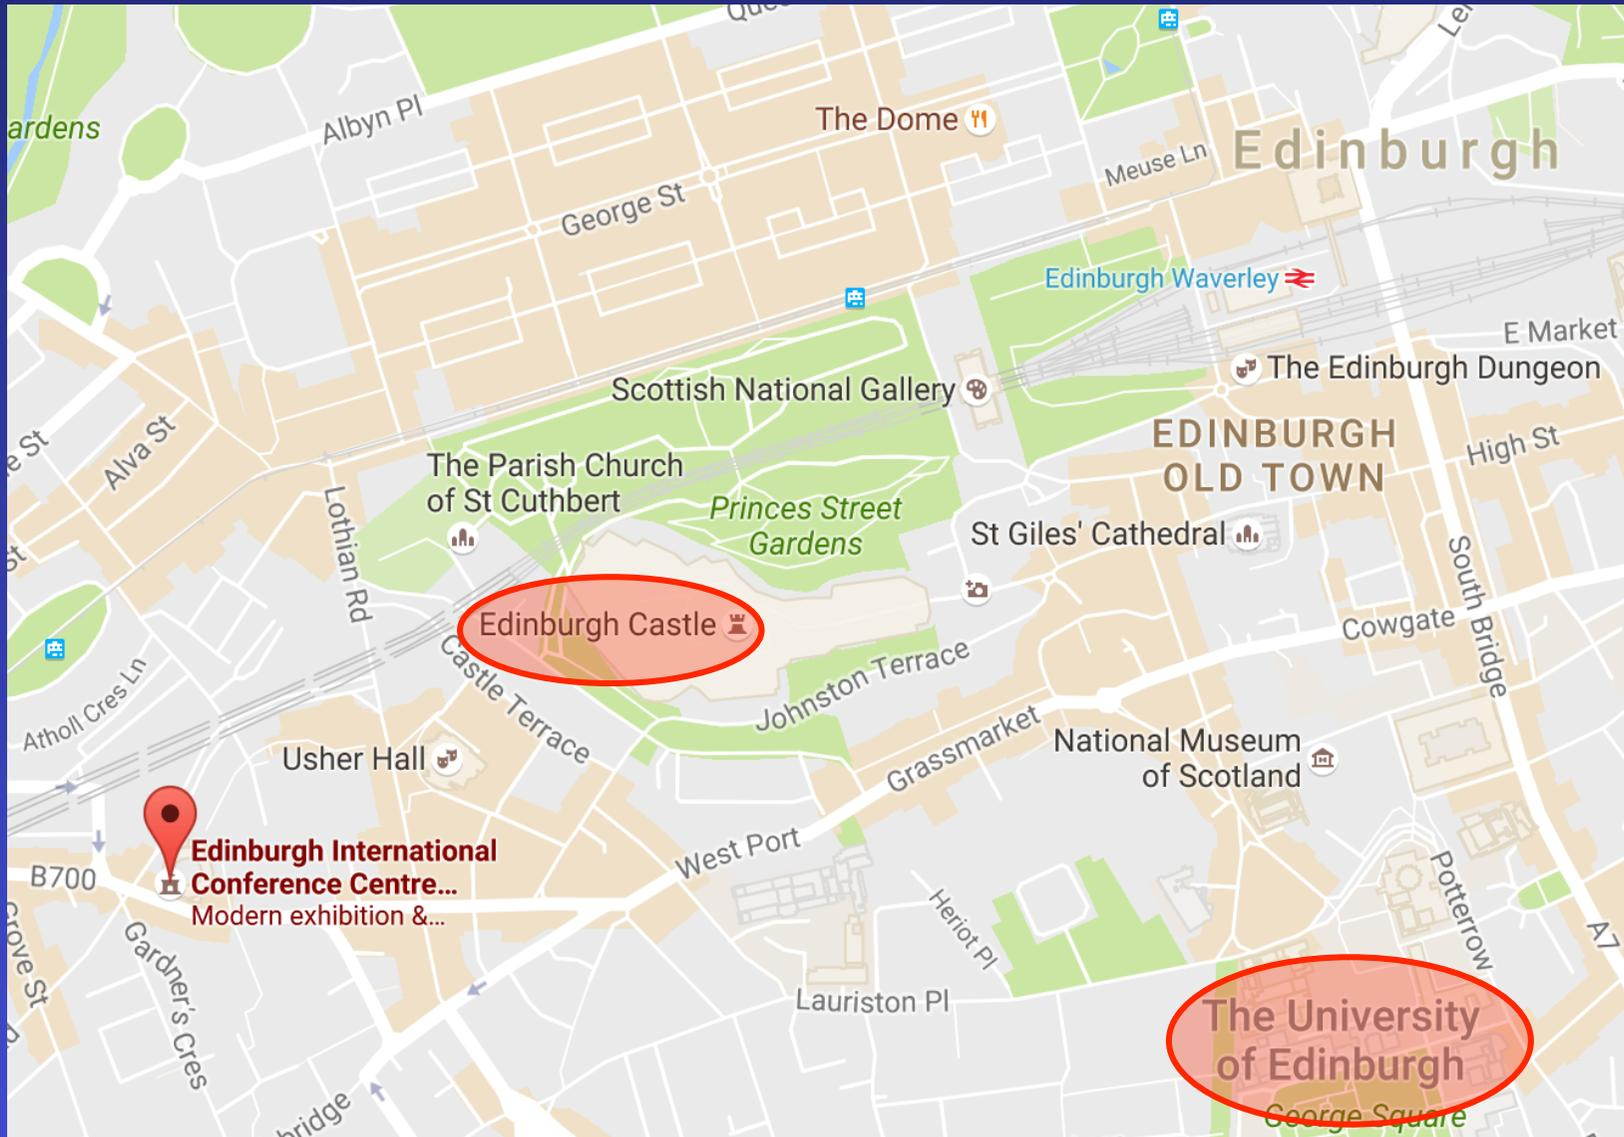 Que
Ler
Albyn Pl
ardens
The Dome
Edinburgh
Meuse Ln
George St
Edinburgh Waverley
E Market
The Edinburgh Dungeon
Scottish National Gallery
EDINBURGH
OLD TOWN
High St
Alva St
e St
The Parish Church
of St Cuthbert
Princes Street
Gardens
St Giles' Cathedral
St
Lothian Rd
South Bridge
Edinburgh Castle
Cowgate
Castle Terrace
Johnston Terrace
Atholl Cres Ln
Grassmarket
National Museum
of Scotland
Usher Hall
Edinburgh International
Conference Centre...
Modern exhibition &...
B700
West Port
Potterrow
Heriot Pl
Grove St
Gardner's Cres
A7
Lauriston Pl
The University
of Edinburgh
George Square
bridge